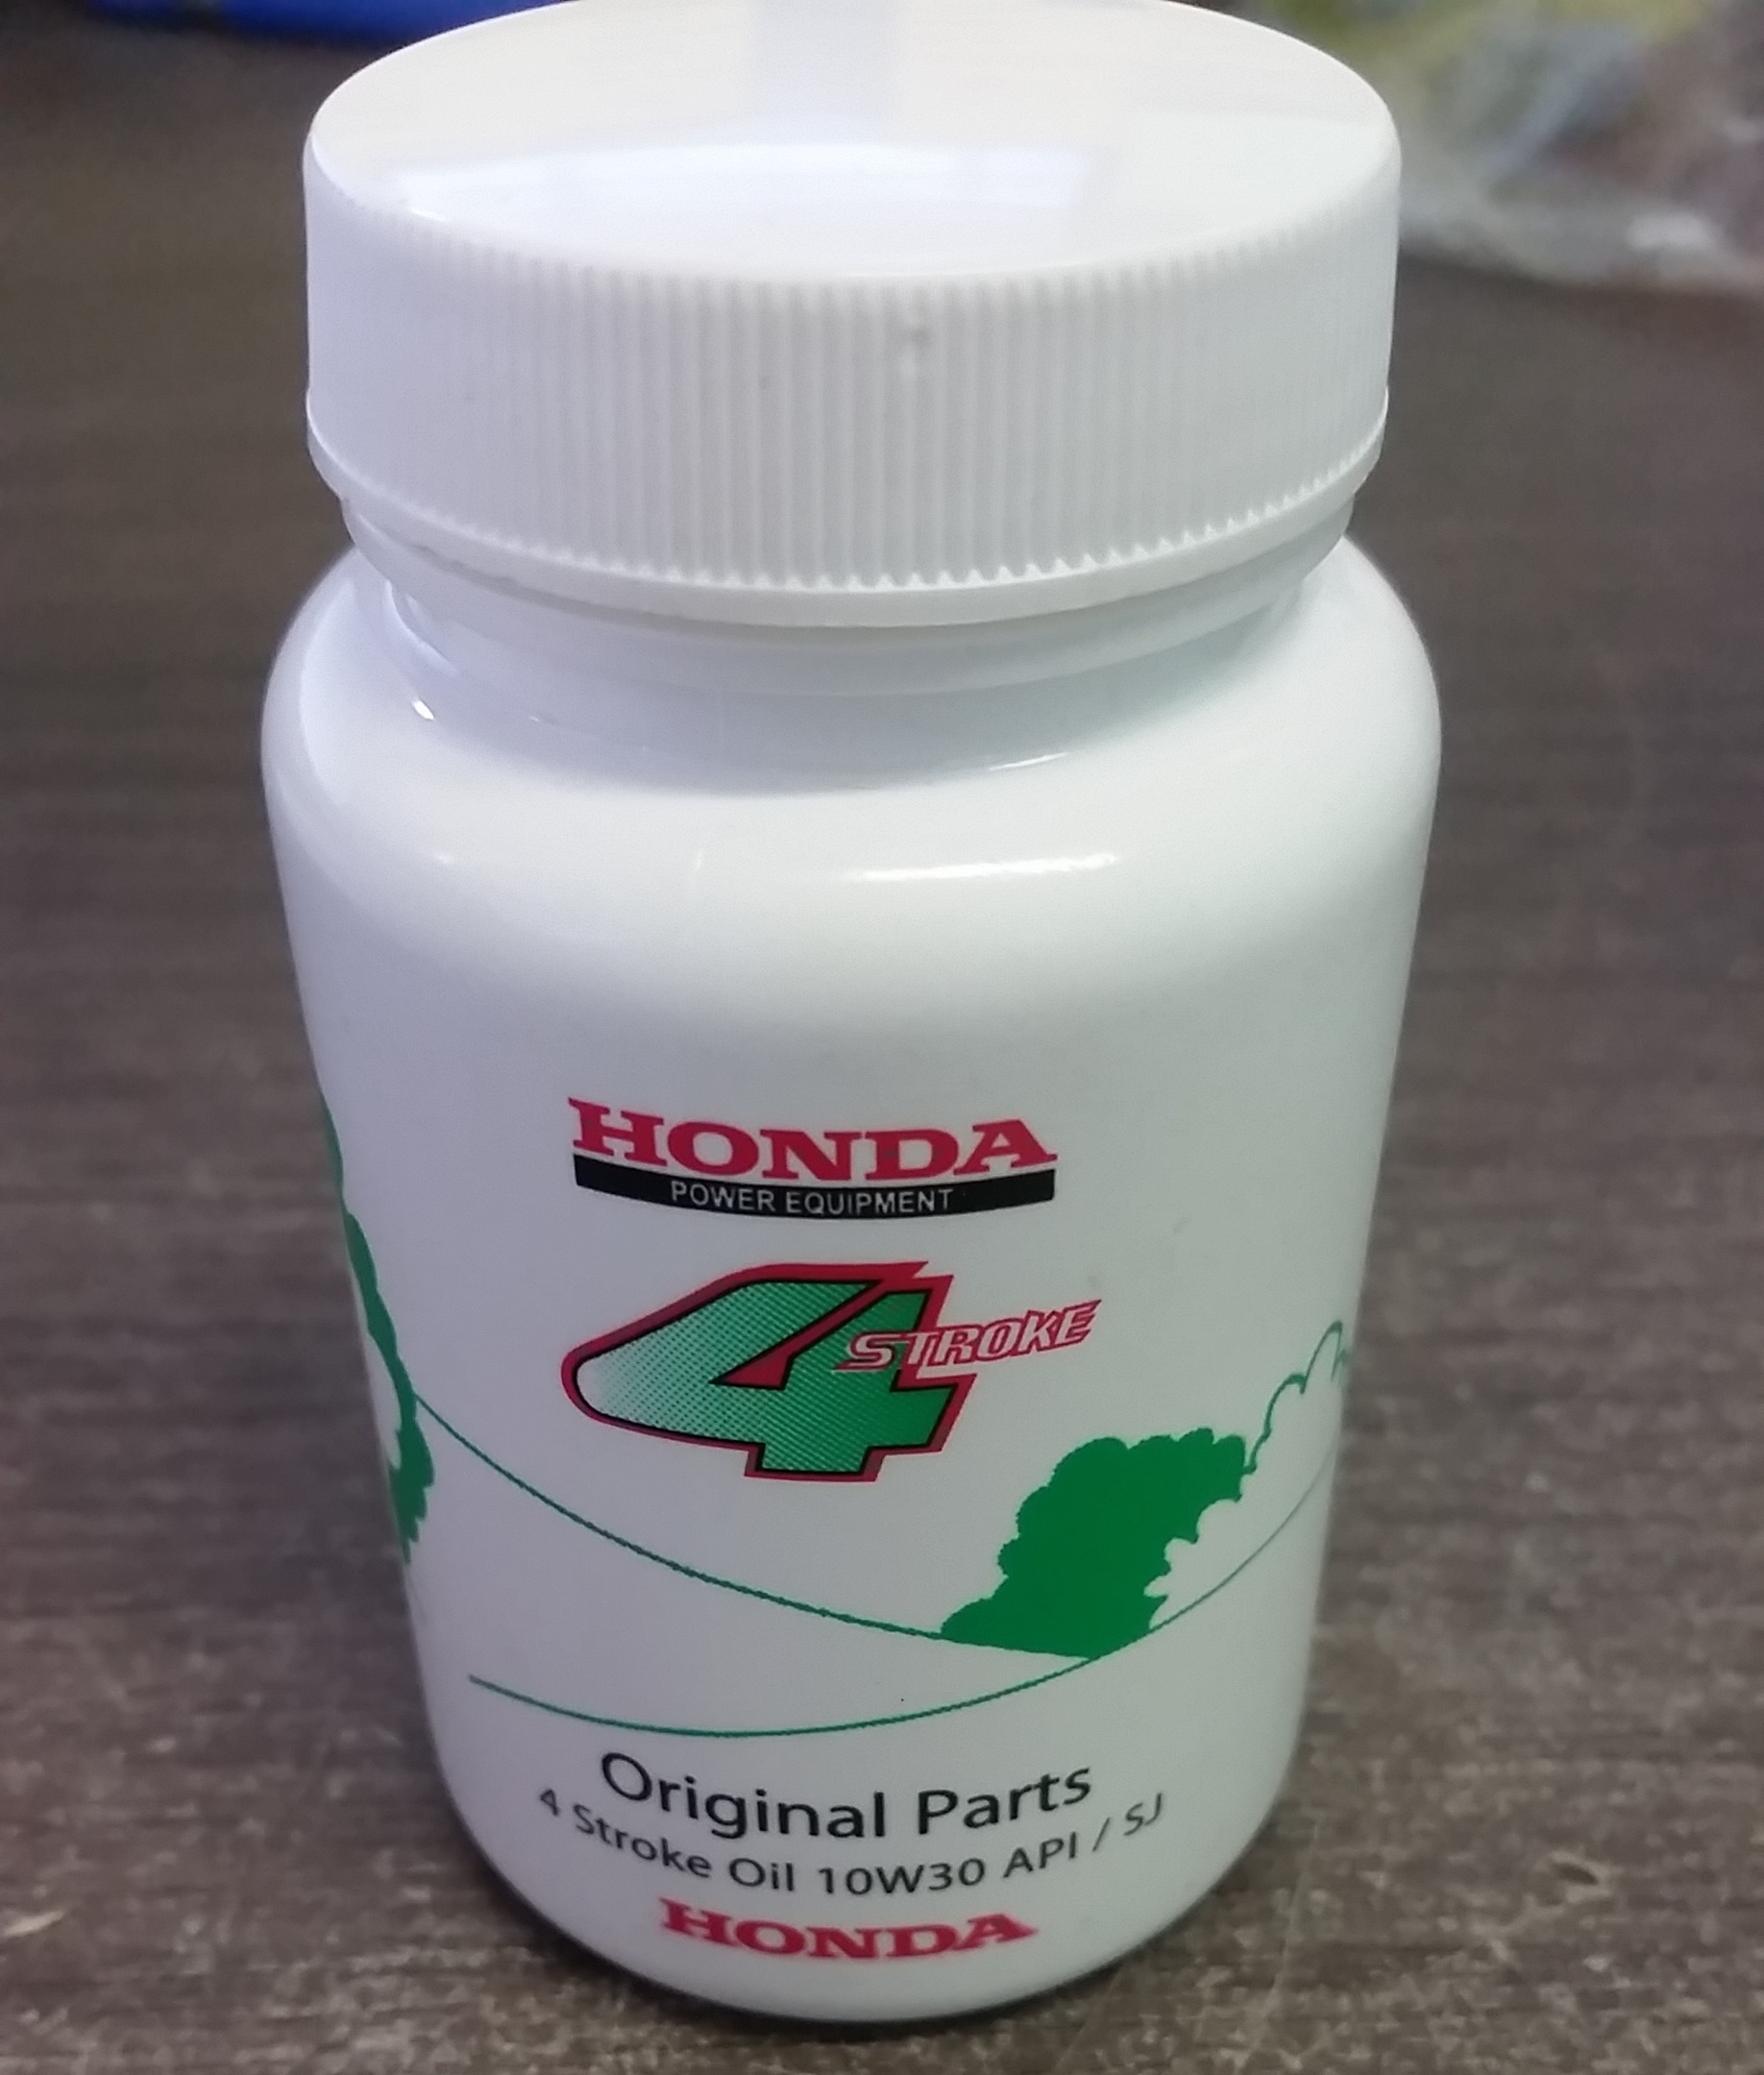 HONDA
POWER EQUIPMENT
4 STROKE
Original Parts
4 Stroke Oil 10W30 API / SJ
HONDA